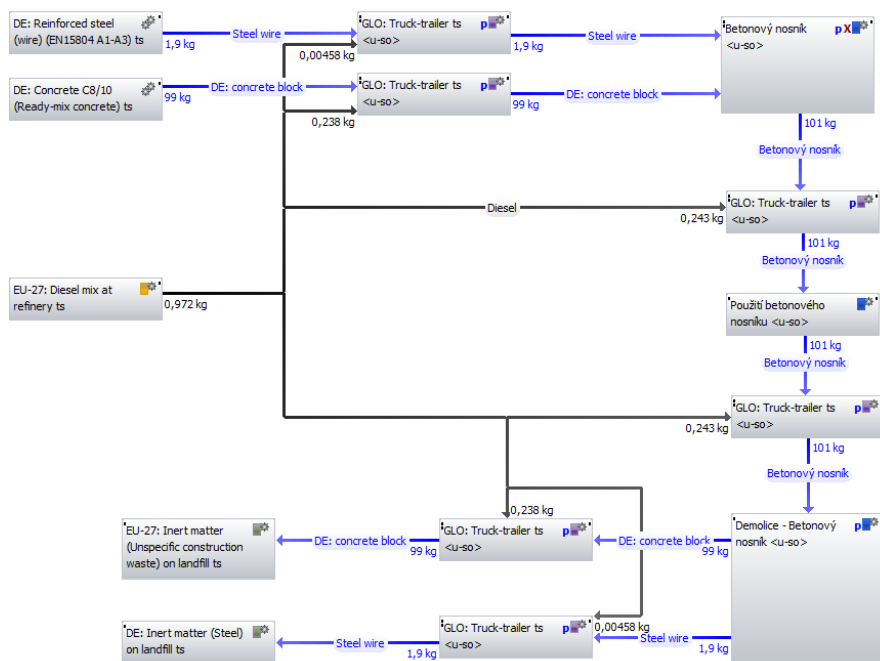 DE: Reinforced steel
(wire) (EN15804 A1-A3) ts
1,9 kg
Steel wire
GLO: Truck-trailer ts
<u-so>
p
0,00458 kg
1,9 kg
Steel wire
Betonový nosník
<u-so>
pX
DE: Concrete C8/10
(Ready-mix concrete) ts
99 kg
DE: concrete block
GLO: Truck-trailer ts
<u-so>
p
0,238 kg
99 kg
DE: concrete block
101 kg
Betonový nosník
Diesel
0,243 kg
GLO: Truck-trailer ts
<u-so>
p
101 kg
Betonový nosník
EU-27: Diesel mix at
refinery ts
0,972 kg
Použití betonového
nosníku <u-so>
101 kg
Betonový nosník
0,243 kg
GLO: Truck-trailer ts
<u-so>
p
101 kg
Betonový nosník
0,238 kg
EU-27: Inert matter
(Unspecific construction
waste) on landfill ts
DE: concrete block
99 kg
GLO: Truck-trailer ts
<u-so>
p
DE: concrete block
99 kg
Demolice - Betonový
nosník <u-so>
p
DE: Inert matter (Steel)
on landfill ts
Steel wire
1,9 kg
GLO: Truck-trailer ts
<u-so>
p
0,00458 kg
Steel wire
1,9 kg